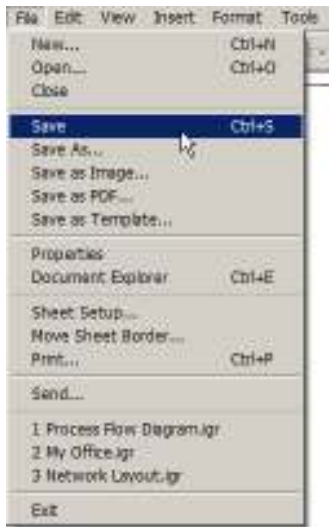 File Edit View Insert Format Tools
New... Ctrl+N
Open... Ctrl+O
Close
Save Ctrl+S
Save As...
Save as Image...
Save as PDF...
Save as Template...
Properties
Document Explorer Ctrl+E
Sheet Setup...
Move Sheet Border...
Print... Ctrl+P
Send...
1 Process Flow Diagram.igr
2 My Office.igr
3 Network Layout.igr
Exit